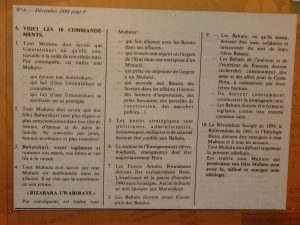 N° 6 – Décembre 1990 page 8
5. VOICI LES 10 COMMANDE-
MENTS.
1. Tout Muhutu doit savoir que
Umututsikazi où qu'elle soit,
travaille à la solde de son ethnie tutsi.
Par conséquent, est traître tout
Muhutu
— qui épouse une mututsikazi;
— qui fait d'une Umututsikazi sa
concubine
— qui fait d'une Umututsikazi sa
secrétaire ou sa protégée
2. Tout Muhutu doit savoir que nos
filles Bahutukazi sont plus dignes et
plus consciencieuses dans leur rôle de
femme, d'épouse et de mère de
famille. Ne sont-elles pas jolies,
bonnes secrétaires et plus honnêtes!
3. Bahutukazi, soyez vigilantes et
ramenez vos maris, vos frères et vos
fils à la raison.
4. Tout Muhutu doit savoir que tout
Mututsi est malhonnête dans les
affaires. Il ne vise que la suprématie
de son ethnie.
«RIZABARA UWARIRAYE»
Par conséquent, est traître tout
Muhutu:
— qui fait alliance avec les Batutsi
dans ses affaires;
— qui investit son argent ou l'argent
de l'Etat dans une entreprise d'un
Mututsi;
— qui prête ou emprunte de l'argent
à un Mututsi;
— qui accorde aux Batutsi des
faveurs dans les affaires (l'octroi des
licences d'importation, des
prêts bancaires, des parcelles de
construction, des marchés
publics...)
5. Les postes stratégiques tant
politiques, administratifs,
économiques, militaires et de sécurité
doivent être confiés aux Bahutu.
6. Le secteur de l'Enseignement (élèves,
étudiants, enseignants) doit être
majoritairement Hutu.
7. Les Forces Armées Rwandaises
doivent être exclusivement Hutu.
L'expérience de la guerre d'octobre
1990 nous l'enseigne. Aucun militaire
ne doit épouser une Mututsikazi.
8. Les Bahutu doivent cesser d'avoir
pitié des Batutsi
9. — Les Bahutu, où qu'ils soient,
doivent être unis, solidaires et
préoccupés du sort de leurs
frères Bahutu.
— Les Bahutu de l'intérieur et de
l'extérieur du Rwanda doivent
rechercher constamment des
amis et des alliés pour la Cause
Hutu, à commencer par leurs
frères bantous.
— Ils doivent constamment
contrecarrer la propagande tutsi.
— Les Bahutu doivent être fermes et
vigilants contre leur ennemi
commun tutsi.
10. La Révolution Sociale de 1959, le
Référendum de 1961, et l'Idéologie
Hutu, doivent être enseignés à tout
Muhutu et à tous les niveaux.
Tout Muhutu doit diffuser largement
la présente idéologie.
Est traître tout Muhutu qui
persécutera son frère Muhutu pour
avoir lu, diffusé et enseigné cette
idéologie.